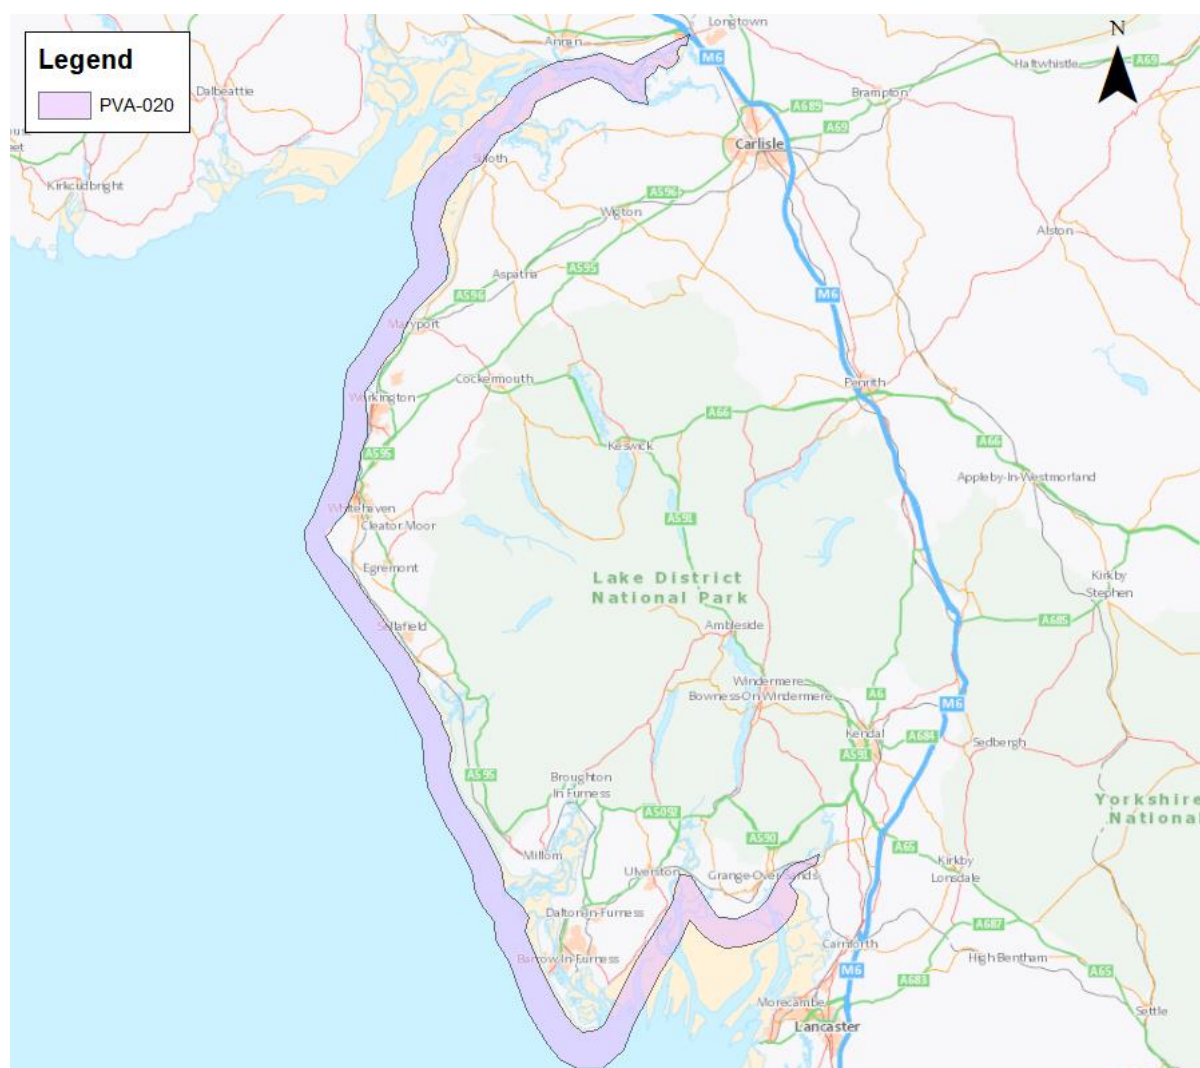 Legend
PVA-020
N
Longtown
Annan
M6
Haltwhistle
A69
Dalbeattie
Brampton
A689
A69
Carlisle
Silloth
Kirkcudbright
A596
Wigton
Alston
Aspatria
A595
A596
M6
Maryport
Cockermouth
Penrith
Workington
A66
Keswick
A66
A595
Appleby-In-Westmorland
Whitehaven
Cleator Moor
A591
Egremont
Lake District
National Park
Kirkby
Stephen
A685
Ambleside
Sellafield
Windermere
Bowness-On-Windermere
A6
M6
Kendal
A684
Sedbergh
A591
A595
Broughton
In Furness
Yorkshire
National
A5092
A590
A65
Millom
Kirkby
Lonsdale
Ulverston
Grange-Over-Sands
Dalton-In-Furness
A687
Carnforth
High Bentham
Barrow-In-Furness
M6
A65
A683
Morecambe
Settle
Lancaster